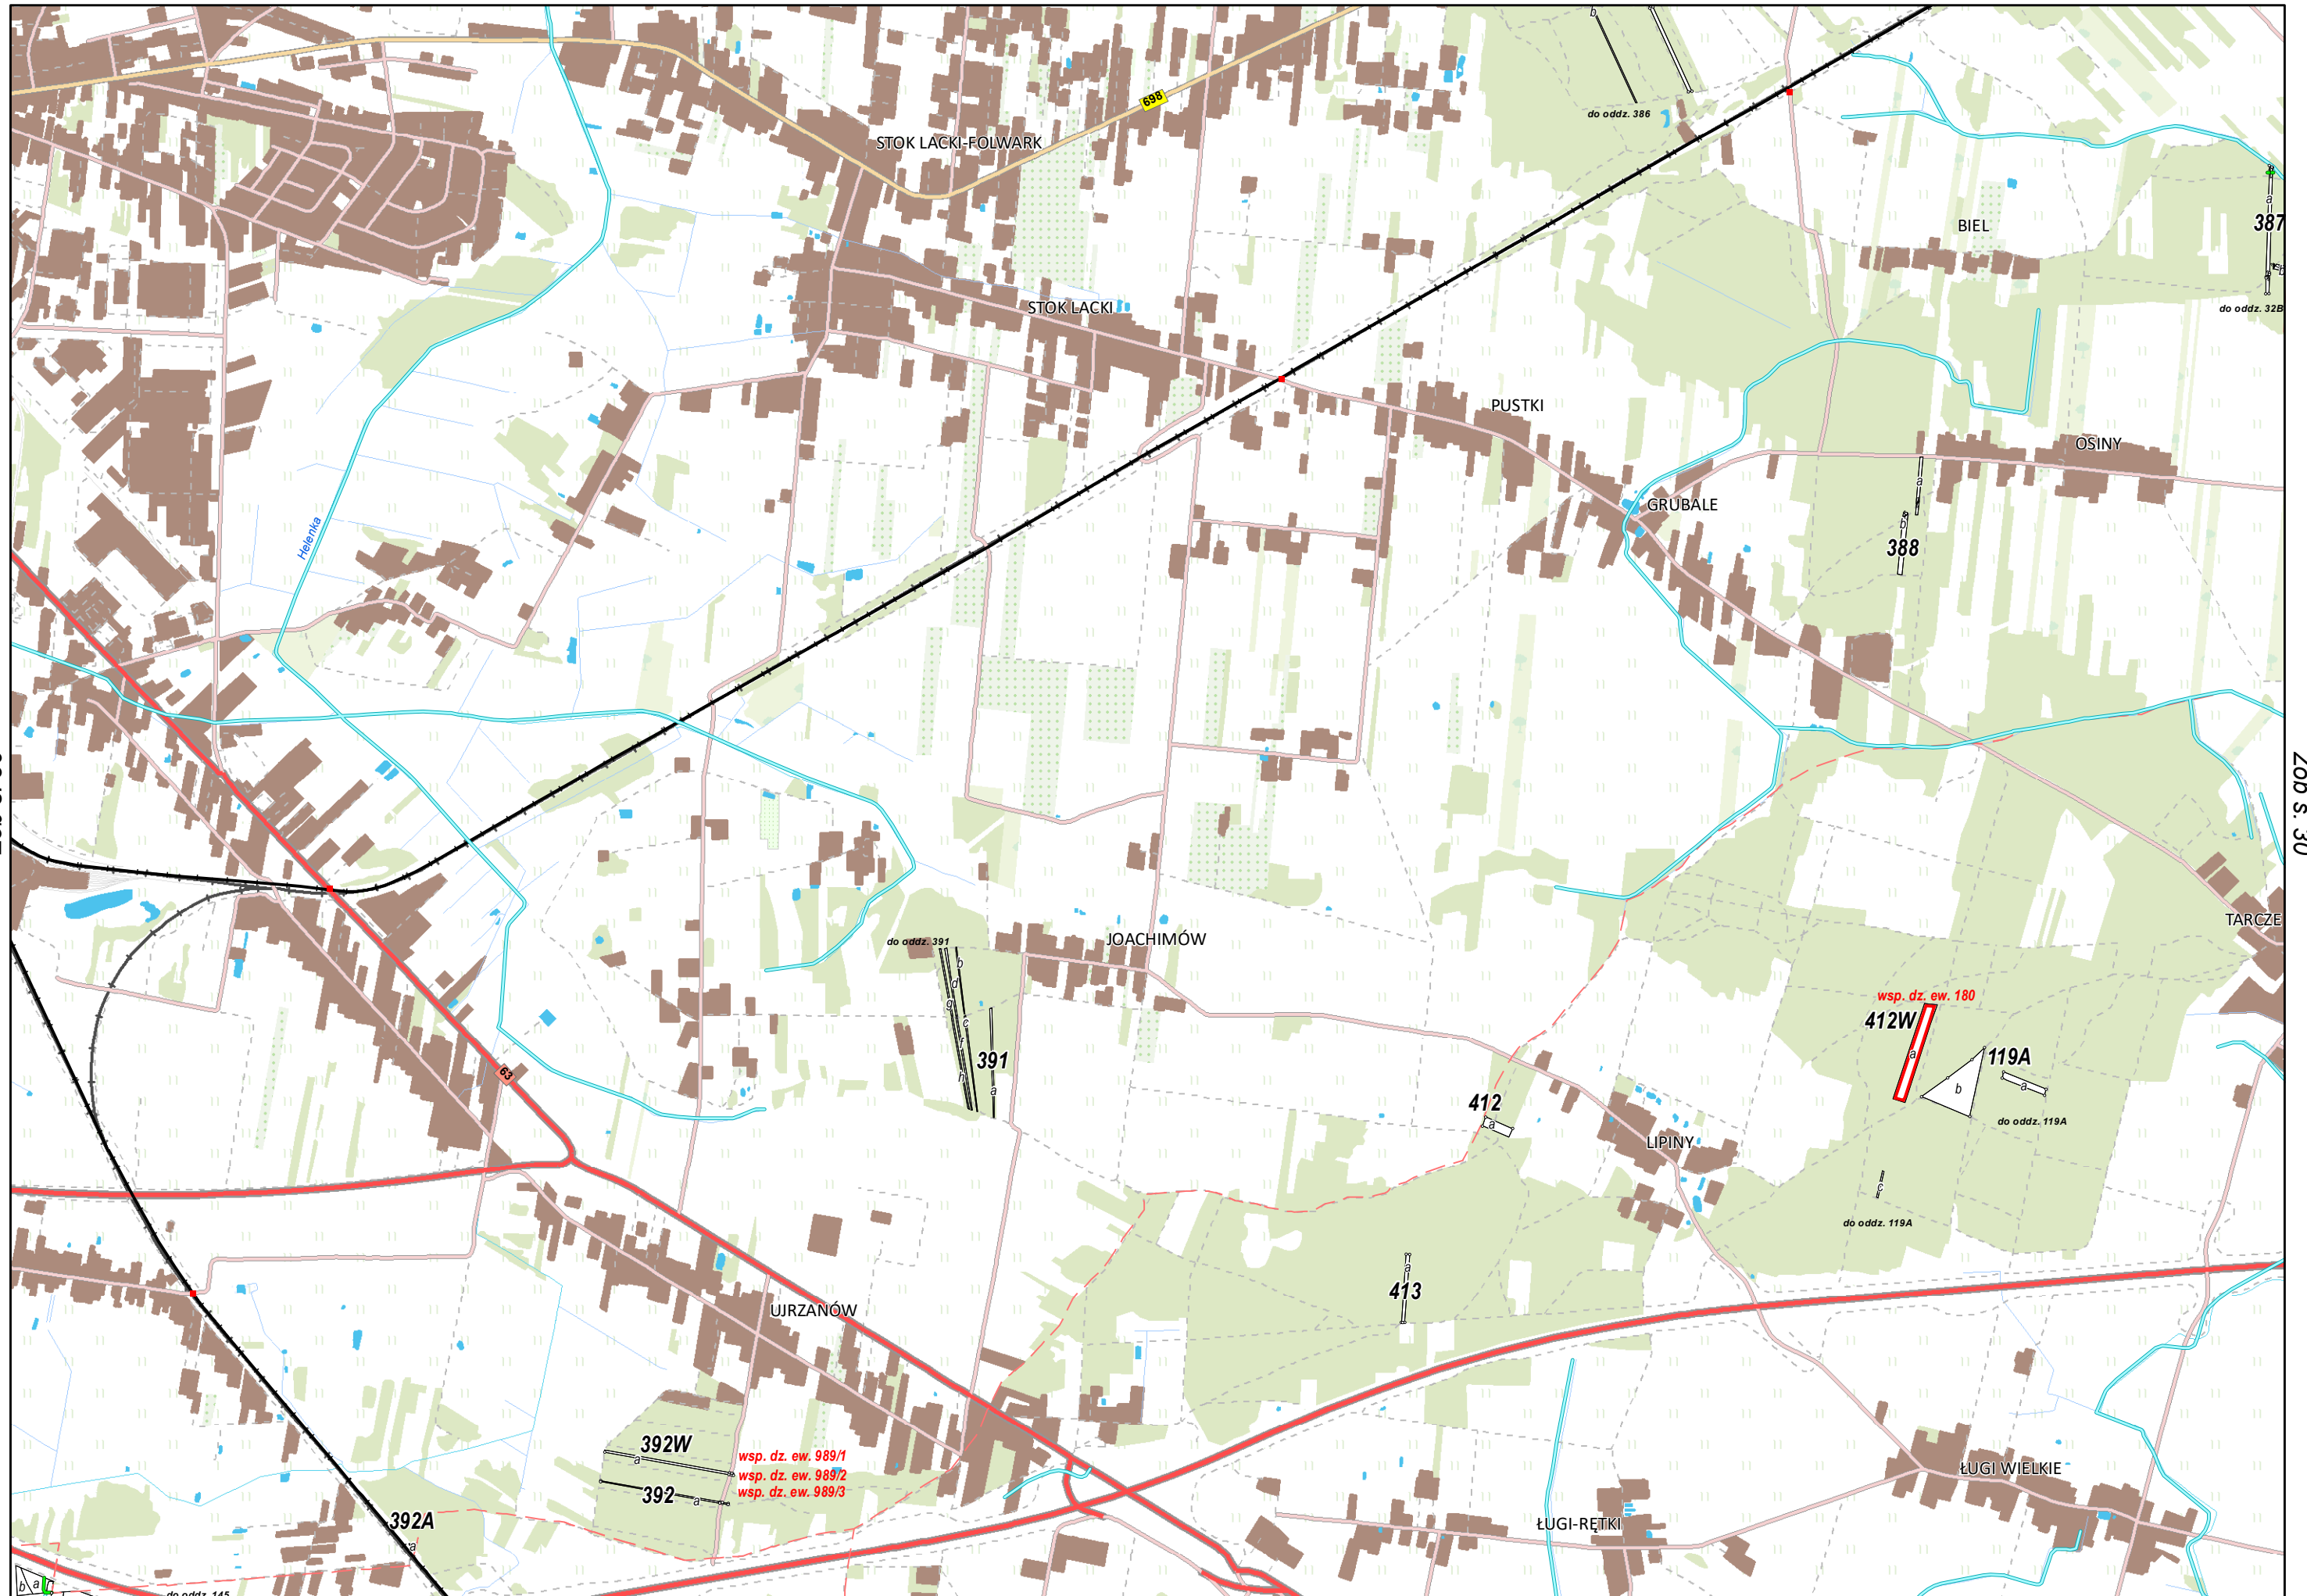 b
do oddz. 386
698
STOK LACKI-FOLWARK
a
387
BIEL
b
do oddz. 32B
STOK LACKI
PUSTKI
OSINY
a
GRUBALE
b
388
Helenka
Zob s. 30
TARCZE
JOACHIMÓW
do oddz. 391
b
d
g
c
f
h
391
a
wsp. dz. ew. 180
412W
a
119A
b
a
do oddz. 119A
63
412
a
LIPINY
c
do oddz. 119A
a
413
UJRZANÓW
392W
a
wsp. dz. ew. 989/1
wsp. dz. ew. 989/2
wsp. dz. ew. 989/3
392
a
ŁUGI WIELKIE
392A
a
ŁUGI-RĘTKI
b
a
do oddz. 145